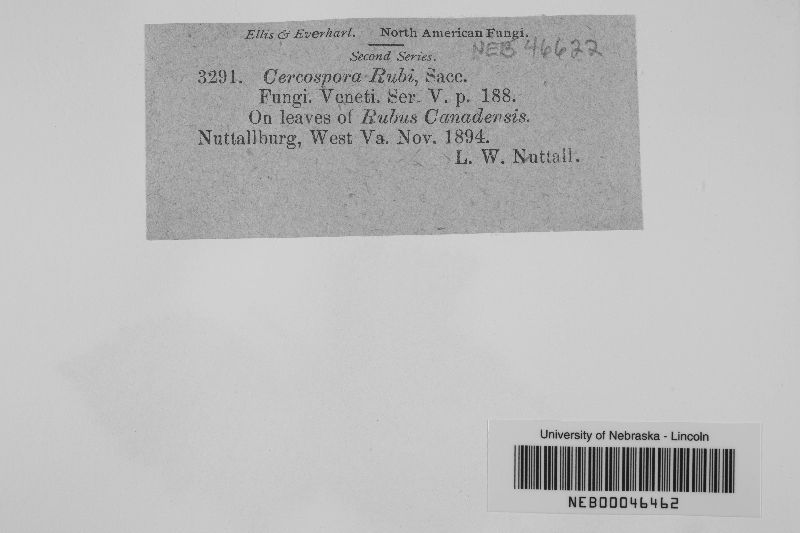 Ellis & Everhart. North American Fungi.
NEB 46622
Second Series.
3291. Cercospora Rubi, Sacc.
Fungi. Veneti. Ser. V. p. 188.
On leaves of Rubus Canadensis.
Nuttallburg, West Va. Nov. 1894.
L. W. Nuttall.
University of Nebraska - Lincoln
NEB00046462